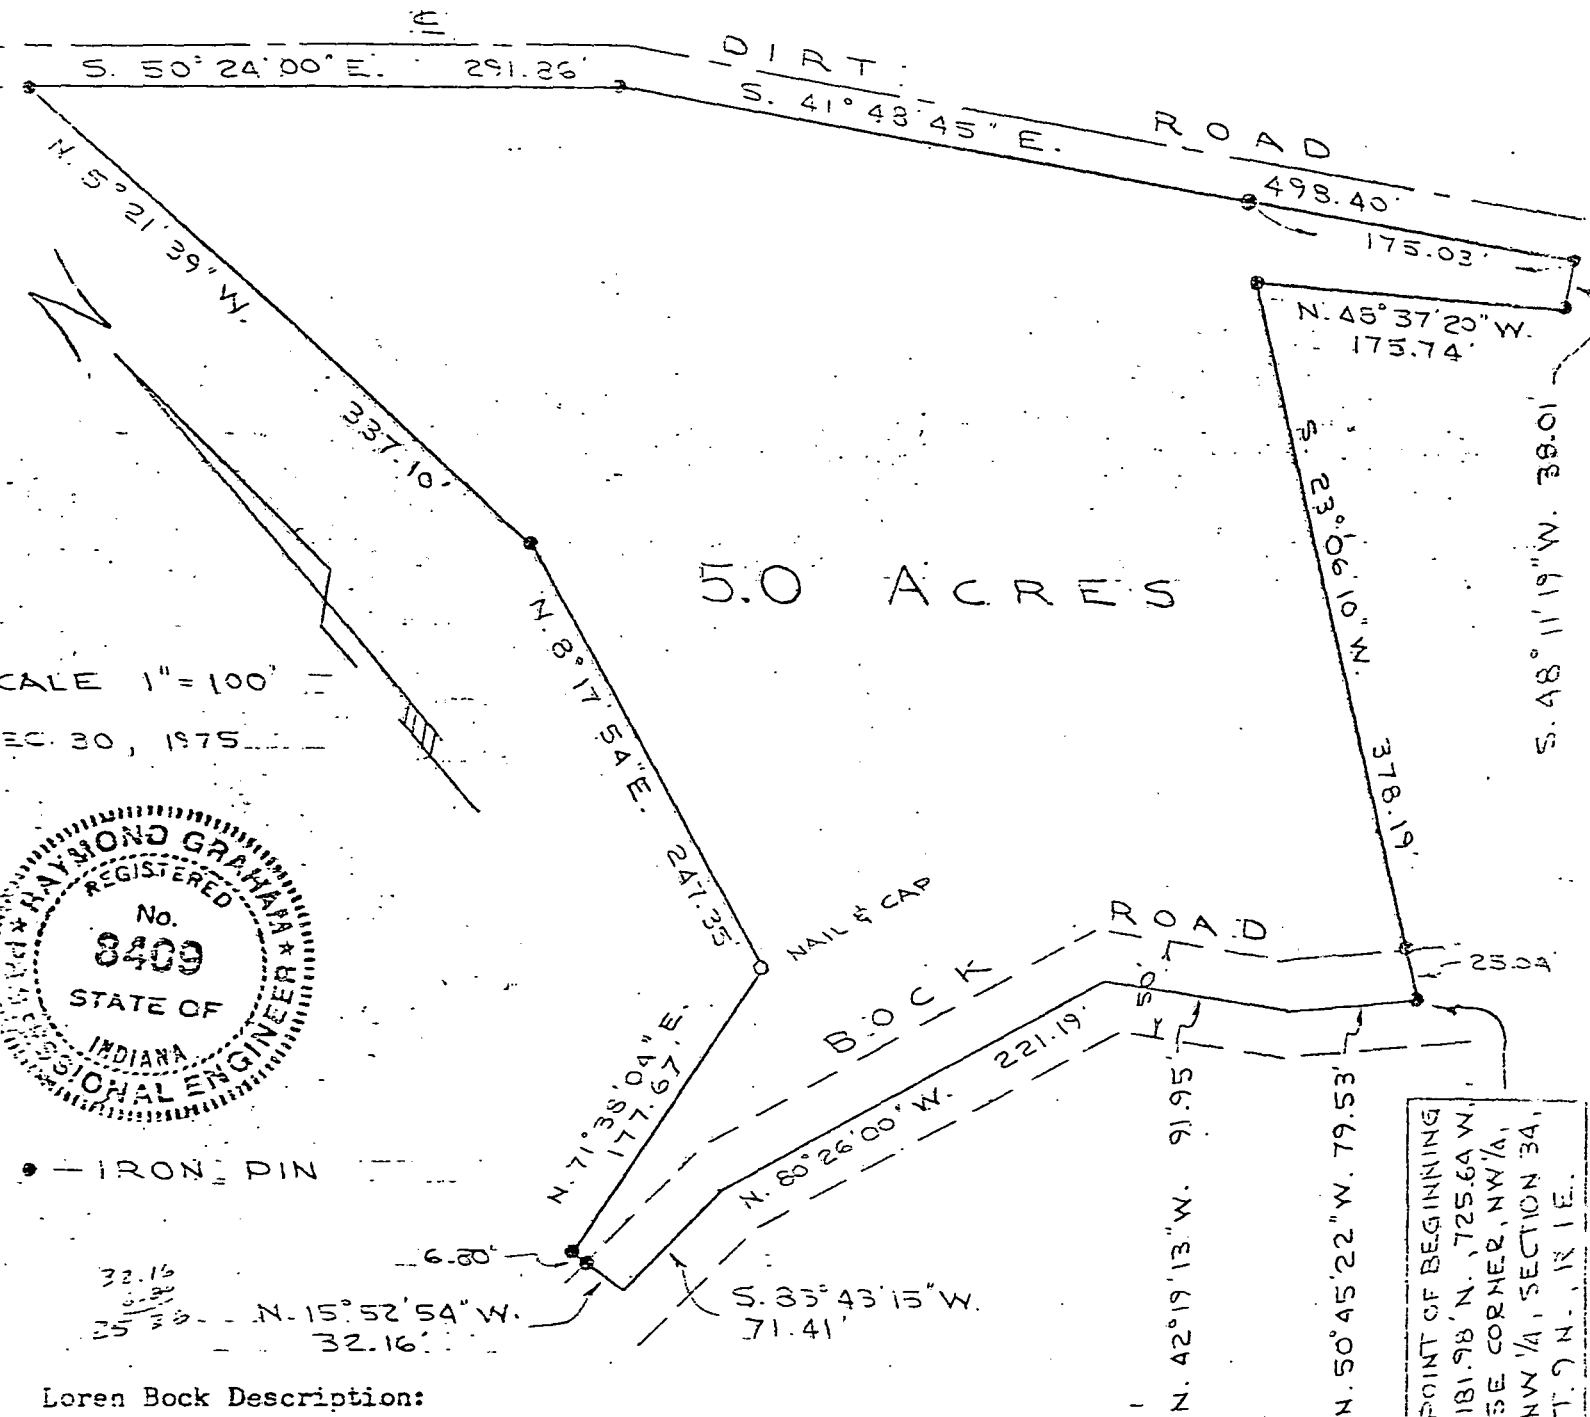 ℄
DIRT ROAD
S. 50° 24' 00" E. 291.86'
S. 41° 43' 45" E.
498.40'
175.03'
N. 5° 21' 39" W.
337.10'
N. 45° 37' 20" W.
175.74'
S. 23° 06' 10" W. 378.19'
S. 48° 11' 19" W. 38.01'
5.0 ACRES
N. 8° 17' 54" E. 247.35'
CALE 1" = 100'
EC. 30, 1975
RAYMOND GRAHAM
REGISTERED
No.
8409
STATE OF
INDIANA
PROFESSIONAL ENGINEER
NAIL & CAP
BOCK ROAD
50'
25.04'
N. 71° 38' 04" E.
177.67'
221.19'
N. 80° 26' 00" W.
N. 42° 19' 13" W. 91.95'
N. 50° 45' 22" W. 79.53'
POINT OF BEGINNING
181.98' N., 725.64 W.,
SE CORNER, NW 1/4,
NW 1/4, SECTION 34,
T. 9 N., R 1 E.
— IRON PIN
6.80'
32.16
N. 15° 52' 54" W.
32.16'
S. 83° 43' 15" W.
71.41'
Loren Bock Description: